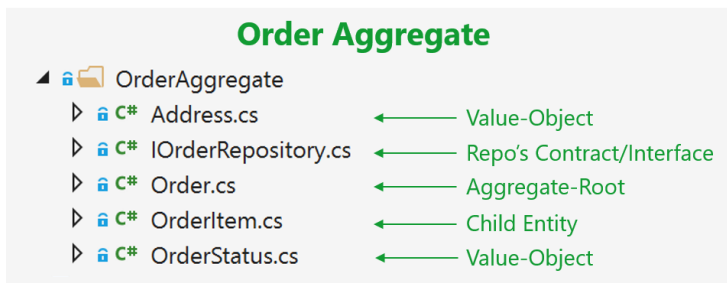 Order Aggregate
OrderAggregate
C# Address.cs Value-Object
C# IOrderRepository.cs Repo's Contract/Interface
C# Order.cs Aggregate-Root
C# OrderItem.cs Child Entity
C# OrderStatus.cs Value-Object